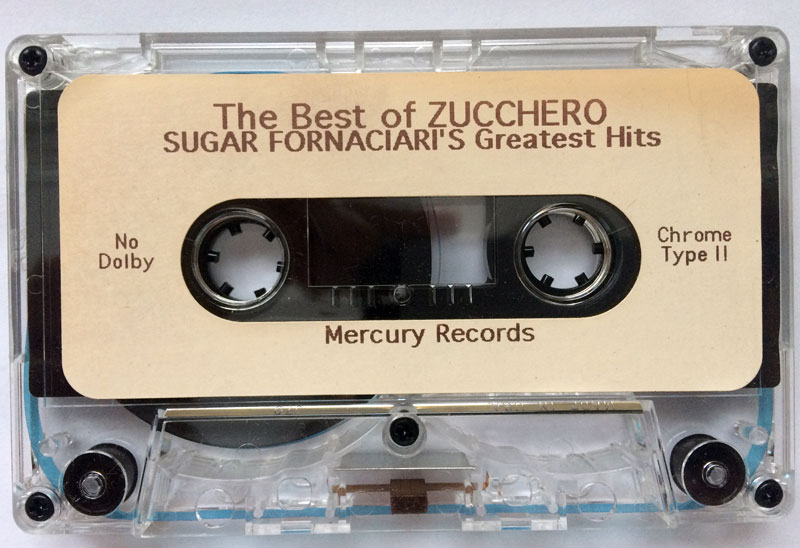 The Best of ZUCCHERO
SUGAR FORNACIARI'S Greatest Hits
No
Dolby
Chrome
Type II
Mercury Records